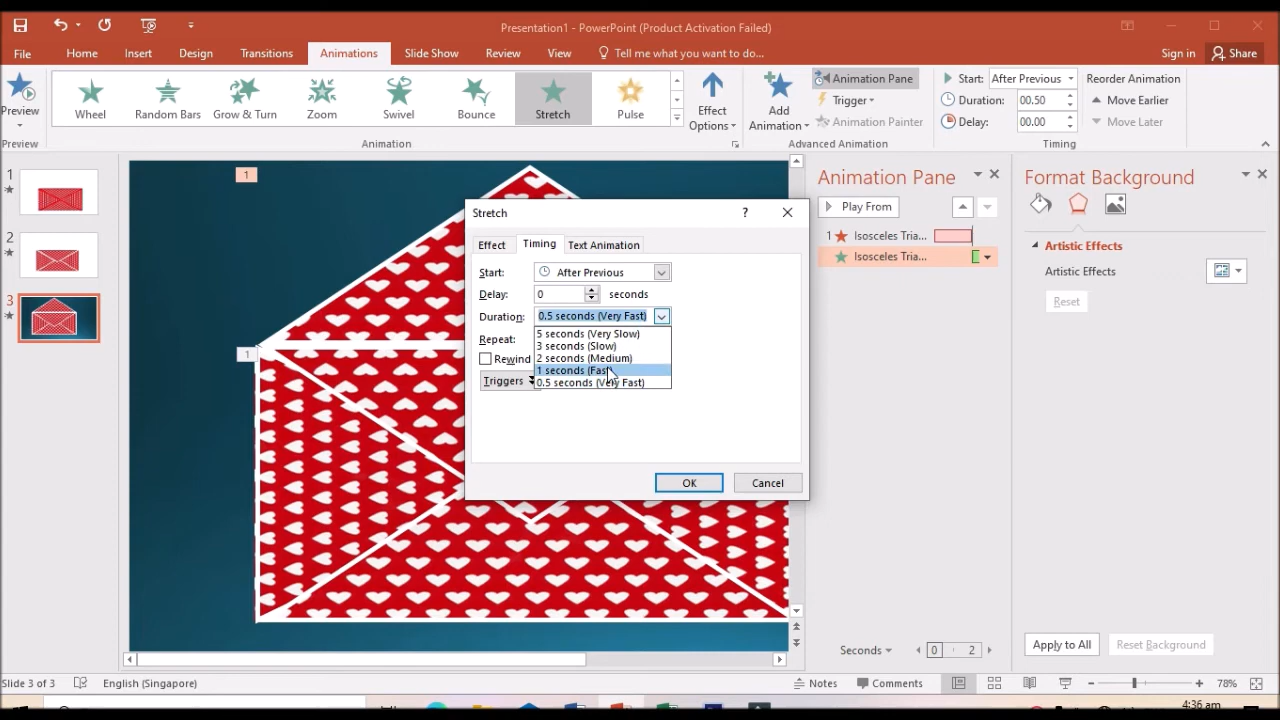 Presentation1 - PowerPoint (Product Activation Failed)
File Home Insert Design Transitions Animations Slide Show Review View Tell me what you want to do... Sign in Share
Preview Wheel Random Bars Grow & Turn Zoom Swivel Bounce Stretch Pulse
Effect Options
Add Animation
Animation Pane
Trigger
Animation Painter
Start: After Previous
Duration: 00.50
Delay: 00.00
Reorder Animation
Move Earlier
Move Later
Preview Animation Advanced Animation Timing
1
2
3
1
1
Stretch ?
Effect Timing Text Animation
Start: After Previous
Delay: 0 seconds
Duration: 0.5 seconds (Very Fast)
Repeat:
Rewind
Triggers
5 seconds (Very Slow)
3 seconds (Slow)
2 seconds (Medium)
1 seconds (Fast)
0.5 seconds (Very Fast)
OK Cancel
Animation Pane
Play From
1 Isosceles Tria...
Isosceles Tria...
Seconds 0 2
Format Background
Artistic Effects
Artistic Effects
Reset
Apply to All Reset Background
Slide 3 of 3 English (Singapore) Notes Comments 78%
4:36 am